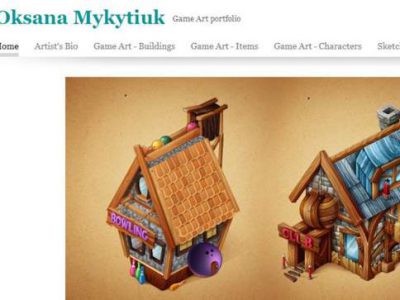 Oksana Mykytiuk Game Art portfolio
Home Artist's Bio Game Art - Buildings Game Art - Items Game Art - Characters Sketch
BOWLING
CLUB